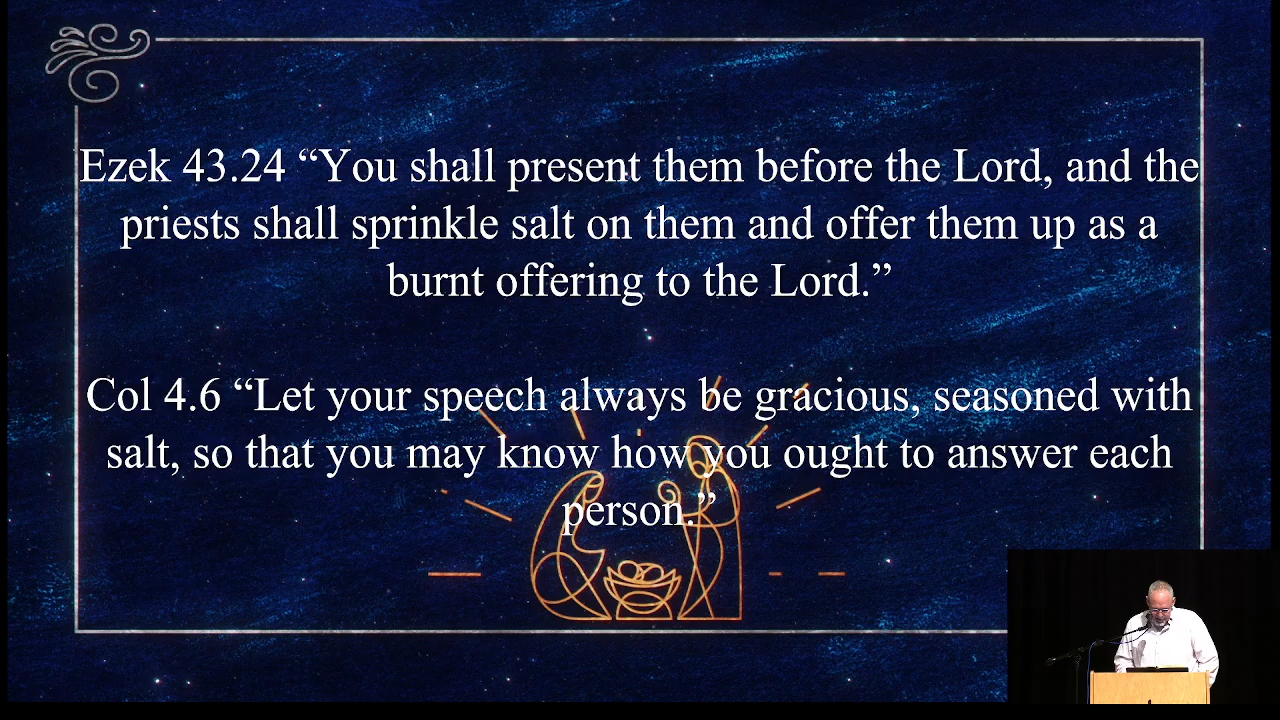 Ezek 43.24 “You shall present them before the Lord, and the
priests shall sprinkle salt on them and offer them up as a
burnt offering to the Lord.”
Col 4.6 “Let your speech always be gracious, seasoned with
salt, so that you may know how you ought to answer each
person.”